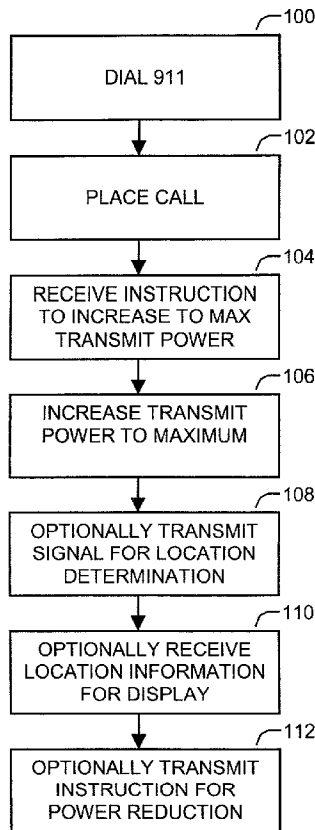 100
DIAL 911
102
PLACE CALL
104
RECEIVE INSTRUCTION
TO INCREASE TO MAX
TRANSMIT POWER
106
INCREASE TRANSMIT
POWER TO MAXIMUM
108
OPTIONALLY TRANSMIT
SIGNAL FOR LOCATION
DETERMINATION
110
OPTIONALLY RECEIVE
LOCATION INFORMATION
FOR DISPLAY
112
OPTIONALLY TRANSMIT
INSTRUCTION FOR
POWER REDUCTION